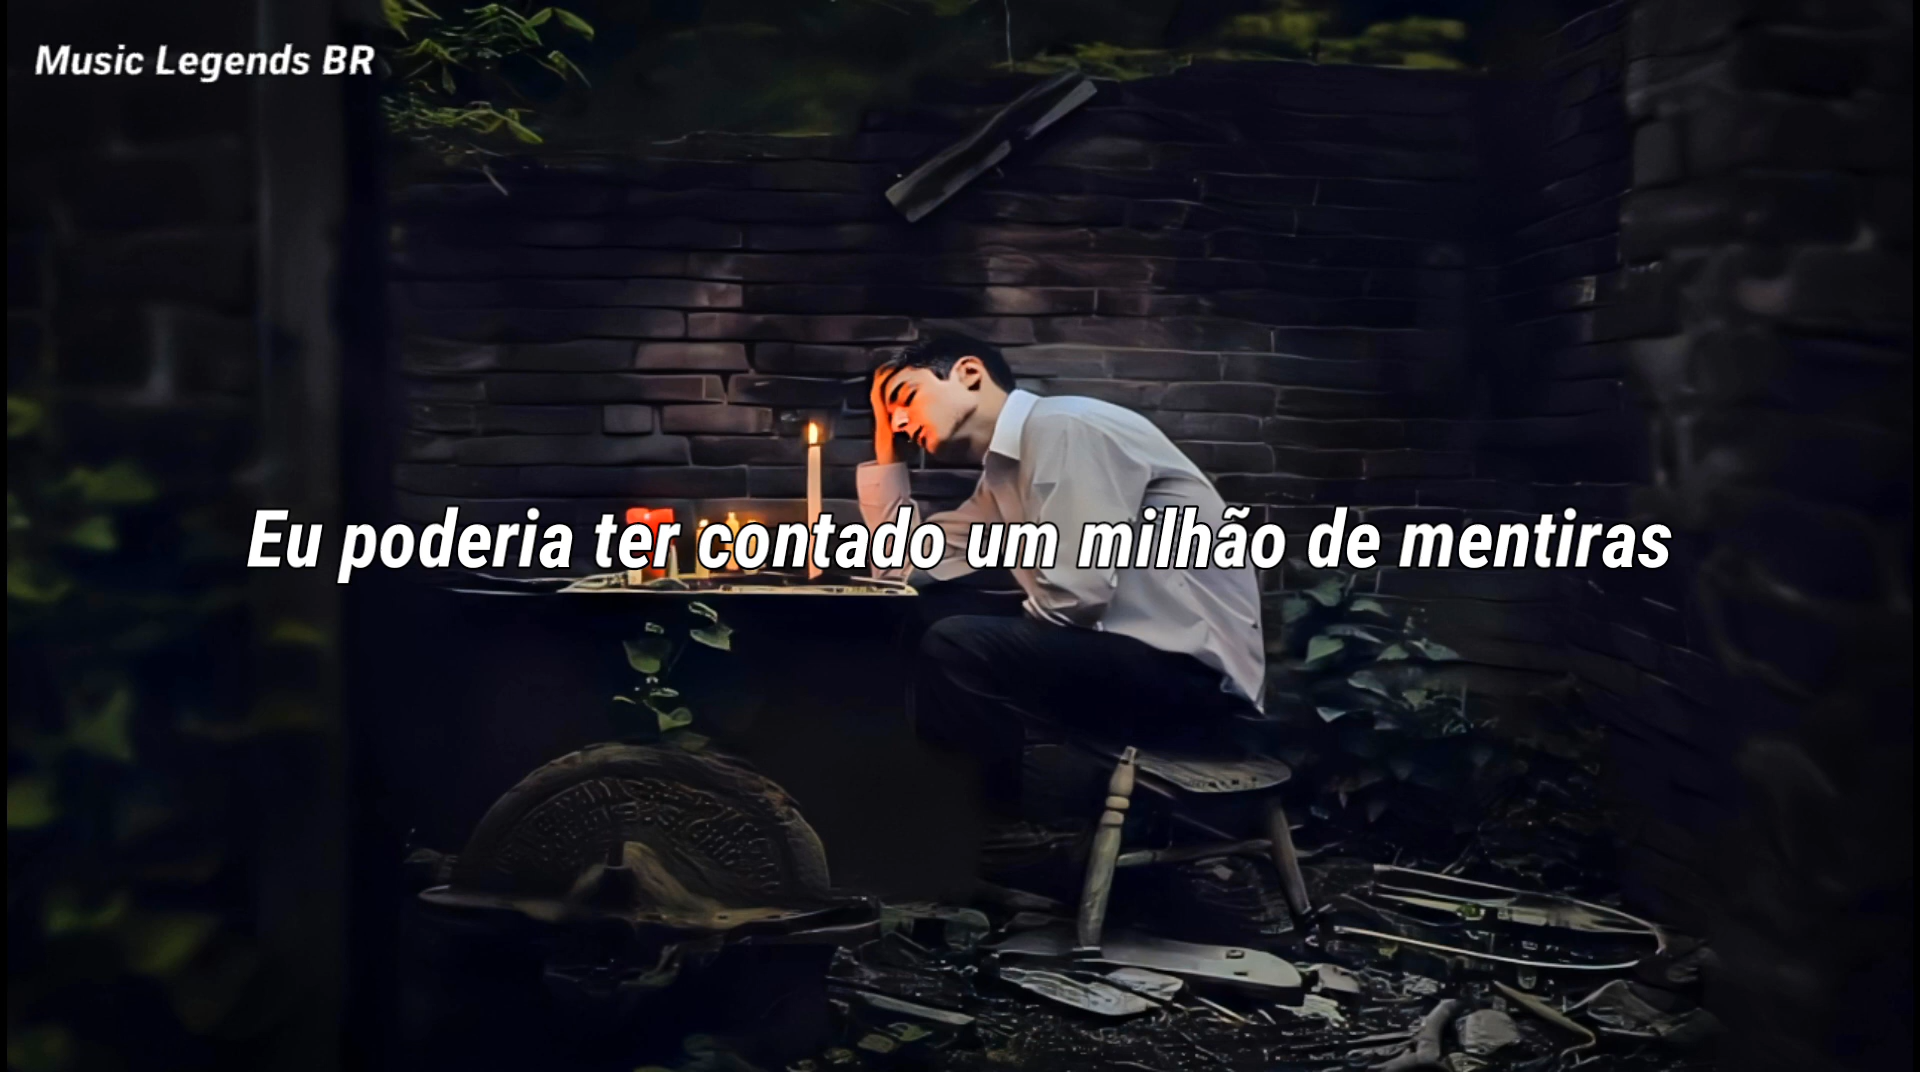 Music Legends BR
Eu poderia ter contado um milhão de mentiras